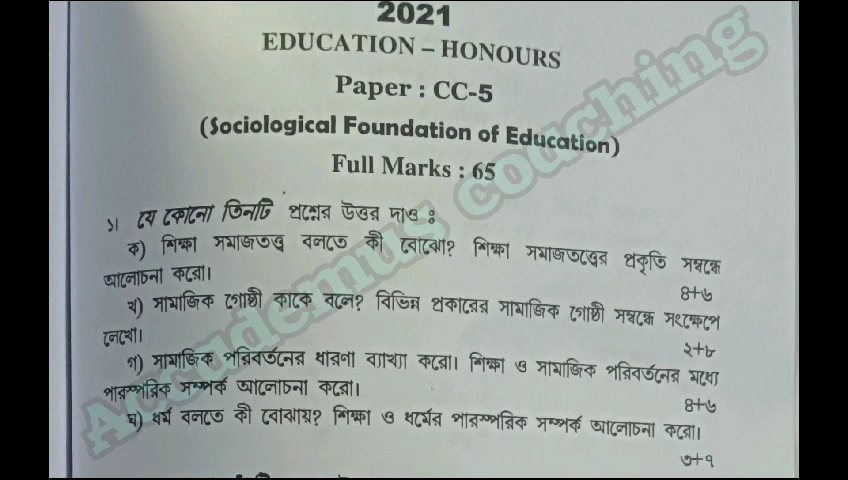 2021
EDUCATION – HONOURS
Paper : CC-5
(Sociological Foundation of Education)
Full Marks : 65
১। যে কোনো তিনটি প্রশ্নের উত্তর দাও ঃ
ক) শিক্ষা সমাজতত্ত্ব বলতে কী বোঝো? শিক্ষা সমাজতত্ত্বের প্রকৃতি সম্বন্ধে
আলোচনা করো।
৪+৬
খ) সামাজিক গোষ্ঠী কাকে বলে? বিভিন্ন প্রকারের সামাজিক গোষ্ঠী সম্বন্ধে সংক্ষেপে
লেখো।
২+৮
গ) সামাজিক পরিবর্তনের ধারনা ব্যাখ্যা করো। শিক্ষা ও সামাজিক পরিবর্তনের মধ্যে
পারস্পরিক সম্পর্ক আলোচনা করো।
৪+৬
ঘ) ধর্ম বলতে কী বোঝায়? শিক্ষা ও ধর্মের পারস্পরিক সম্পর্ক আলোচনা করো।
৩+৭
Accademus coaching